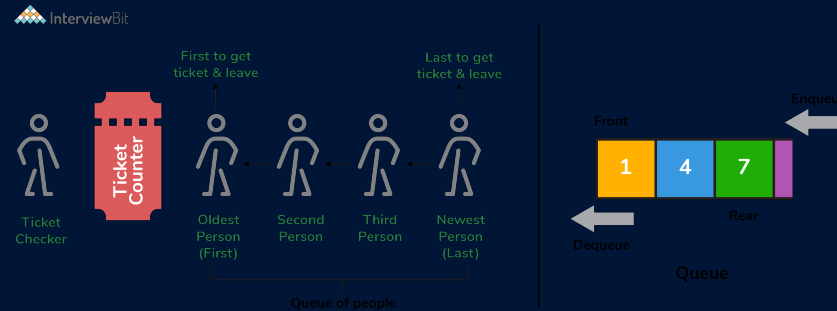 InterviewBit
First to get
ticket & leave
Last to get
ticket & leave
Ticket
Counter
Ticket
Checker
Oldest
Person
(First)
Second
Person
Third
Person
Newest
Person
(Last)
Queue of people
Enqueu
Front
1
4
7
Rear
Dequeue
Queue